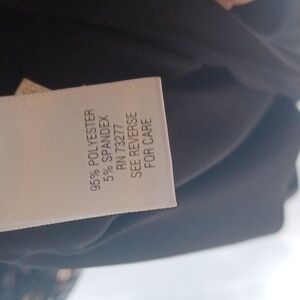 95% POLYESTER
5% SPANDEX
RN 73277
SEE REVERSE
FOR CARE